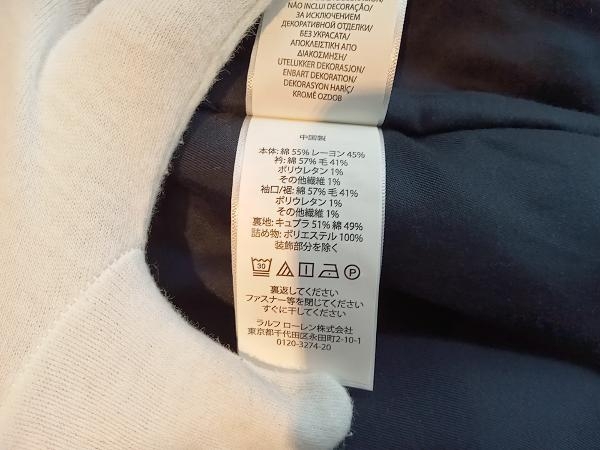 NÃO INCLUI DECORAÇÃO/
ЗА ИСКЛЮЧЕНИЕМ
ДЕКОРАТИВНОЙ ОТДЕЛКИ/
БЕЗ УКРАСАТА/
ΑΠΟΚΛΕΙΣΤΙΚΗ ΑΠΟ
ΔΙΑΚΟΣΜΗΣΗ/
UTELUKKER DEKORASJON/
ENBART DEKORATION/
DEKORASYON HARİÇ/
KROMĚ OZDOB
中国製
本体: 綿 55% レーヨン 45%
衿: 綿 57% 毛 41%
ポリウレタン 1%
その他繊維 1%
袖口/裾: 綿 57% 毛 41%
ポリウレタン 1%
その他繊維 1%
裏地: キュプラ 51% 綿 49%
詰め物: ポリエステル 100%
装飾部分を除く
30 P
裏返してください
ファスナー等を閉じてください
すぐに干してください
ラルフ ローレン株式会社
東京都千代田区永田町2-10-1
0120-3274-20